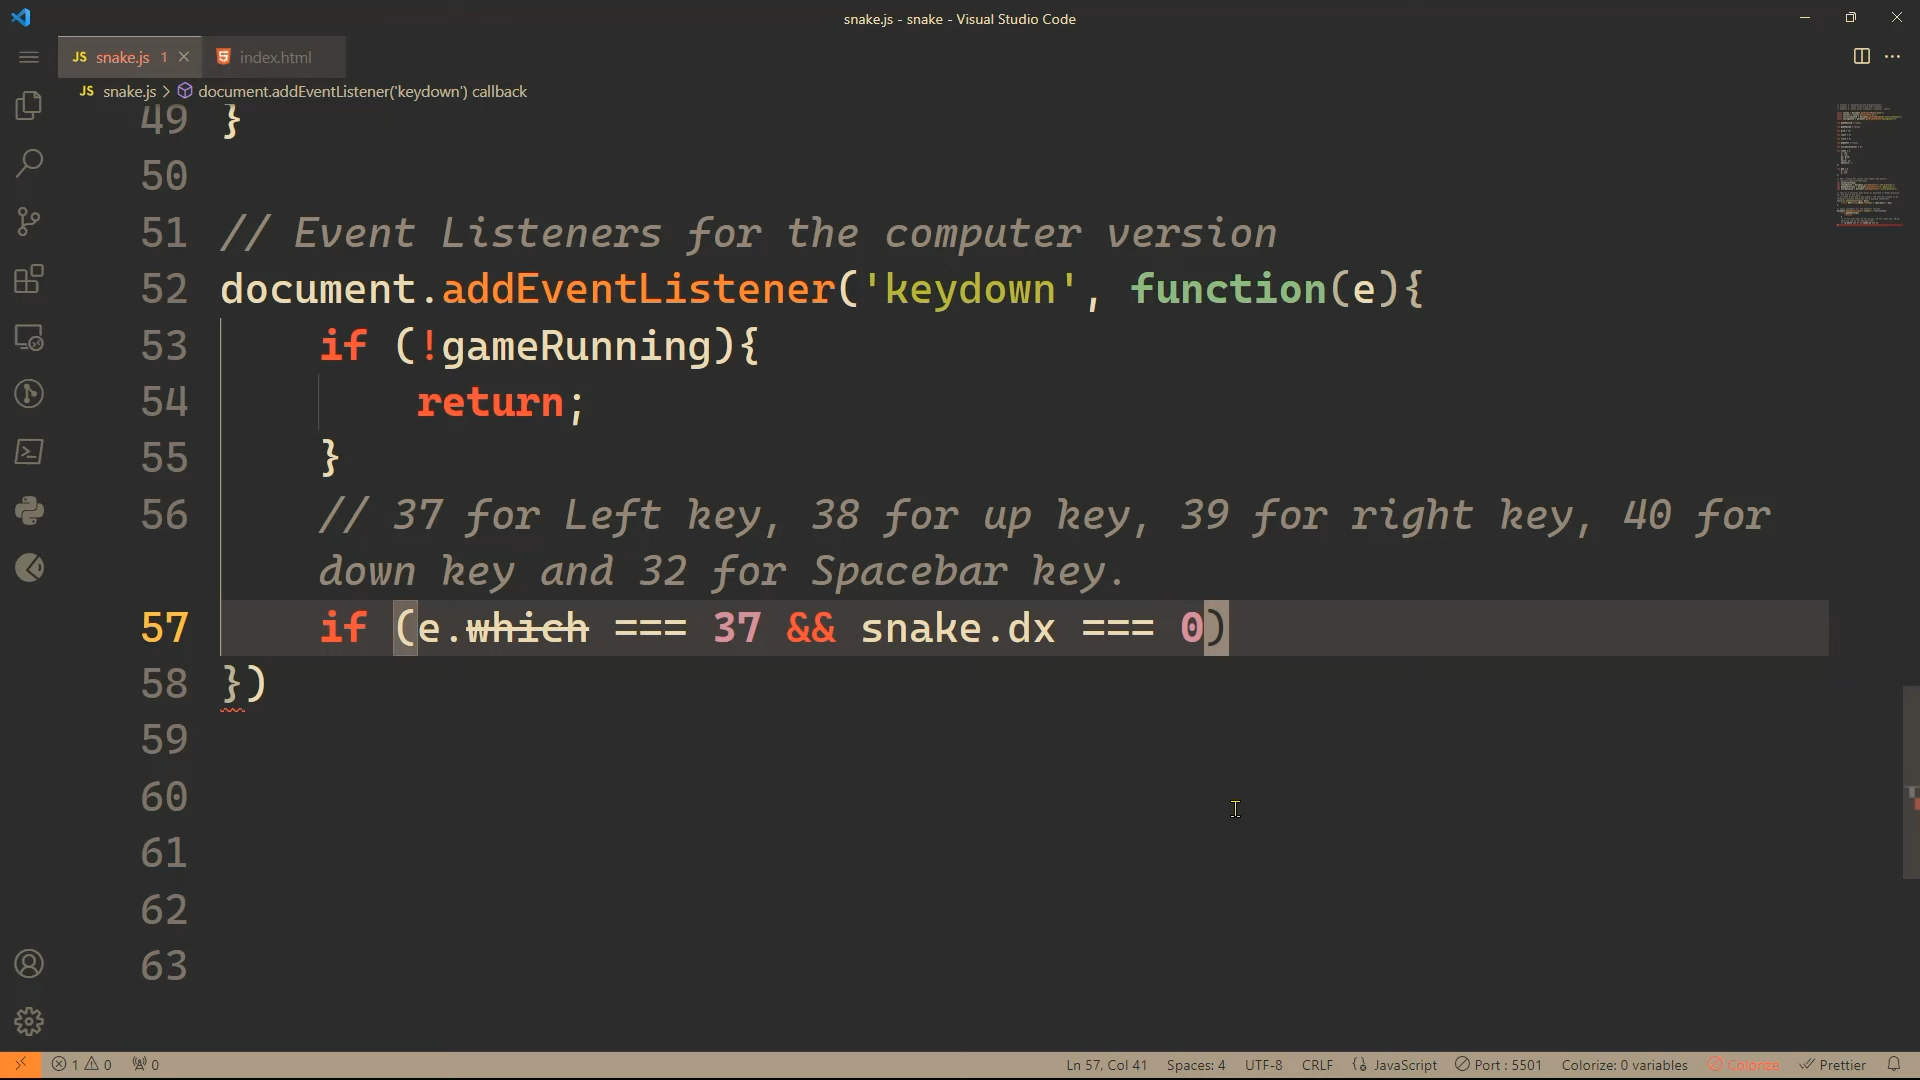 snake.js - snake - Visual Studio Code
JS snake.js 1
index.html
JS snake.js > document.addEventListener('keydown') callback
49 }
50
51 // Event Listeners for the computer version
52 document.addEventListener('keydown', function(e){
53 if (!gameRunning){
54 return;
55 }
56 // 37 for Left key, 38 for up key, 39 for right key, 40 for
down key and 32 for Spacebar key.
57 if (e.which === 37 && snake.dx === 0)
58 })
59
60
61
62
63
1 0 0 Ln 57, Col 41 Spaces: 4 UTF-8 CRLF JavaScript Port : 5501 Colorize: 0 variables Colorize Prettier